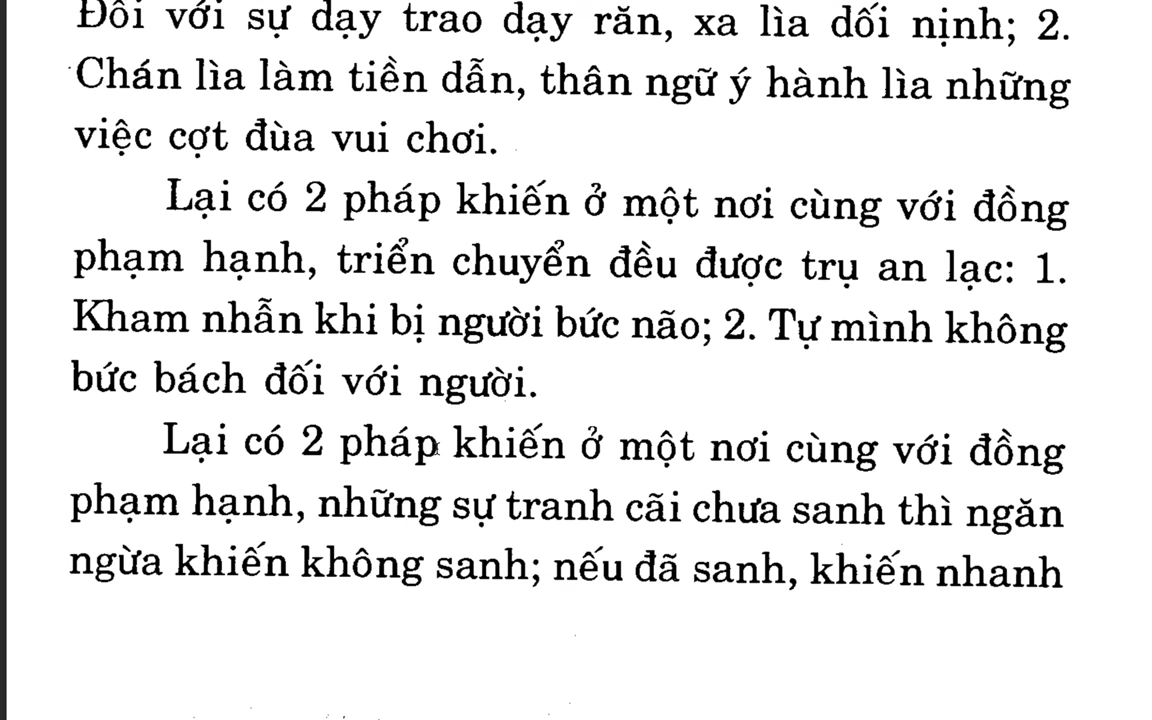 Đối với sự dạy trao dạy răn, xa lìa dối nịnh; 2.
Chán lìa làm tiền dẫn, thân ngữ ý hành lìa những
việc cợt đùa vui chơi.
Lại có 2 pháp khiến ở một nơi cùng với đồng
phạm hạnh, triển chuyển đều được trụ an lạc: 1.
Kham nhẫn khi bị người bức não; 2. Tự mình không
bức bách đối với người.
Lại có 2 pháp khiến ở một nơi cùng với đồng
phạm hạnh, những sự tranh cãi chưa sanh thì ngăn
ngừa khiến không sanh; nếu đã sanh, khiến nhanh